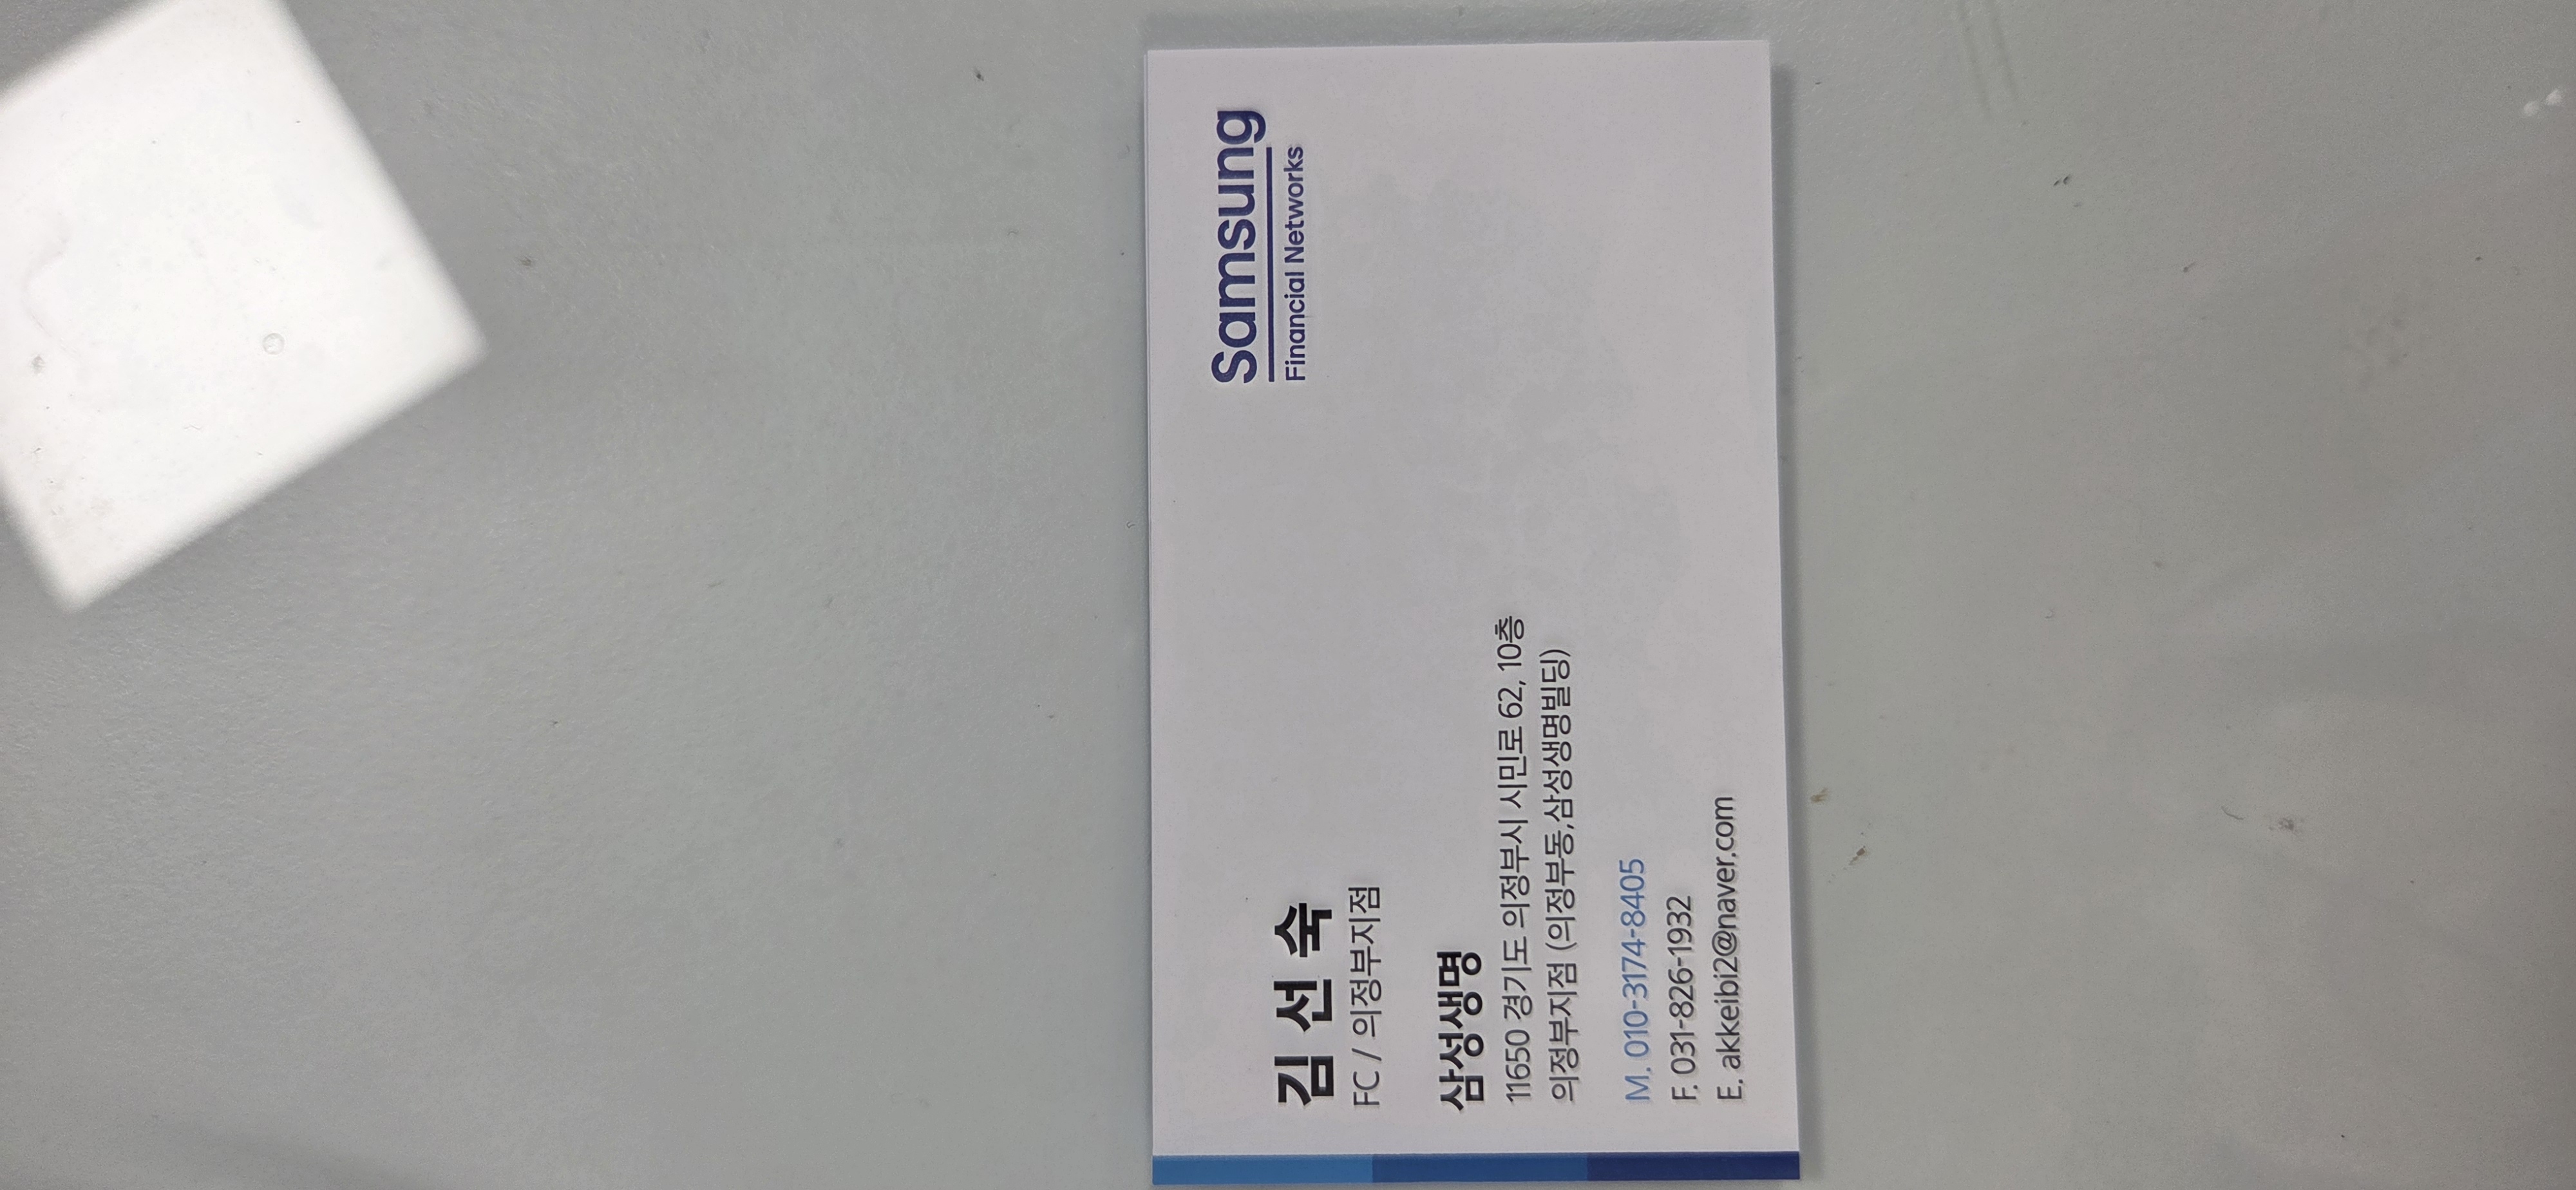 Samsung
Financial Networks
김 선 숙
FC / 의정부지점
삼성생명
11650 경기도 의정부시 시민로 62, 10층
의정부지점 (의정부동,삼성생명빌딩)
M. 010-3174-8405
F. 031-826-1932
E. akkeibi2@naver.com